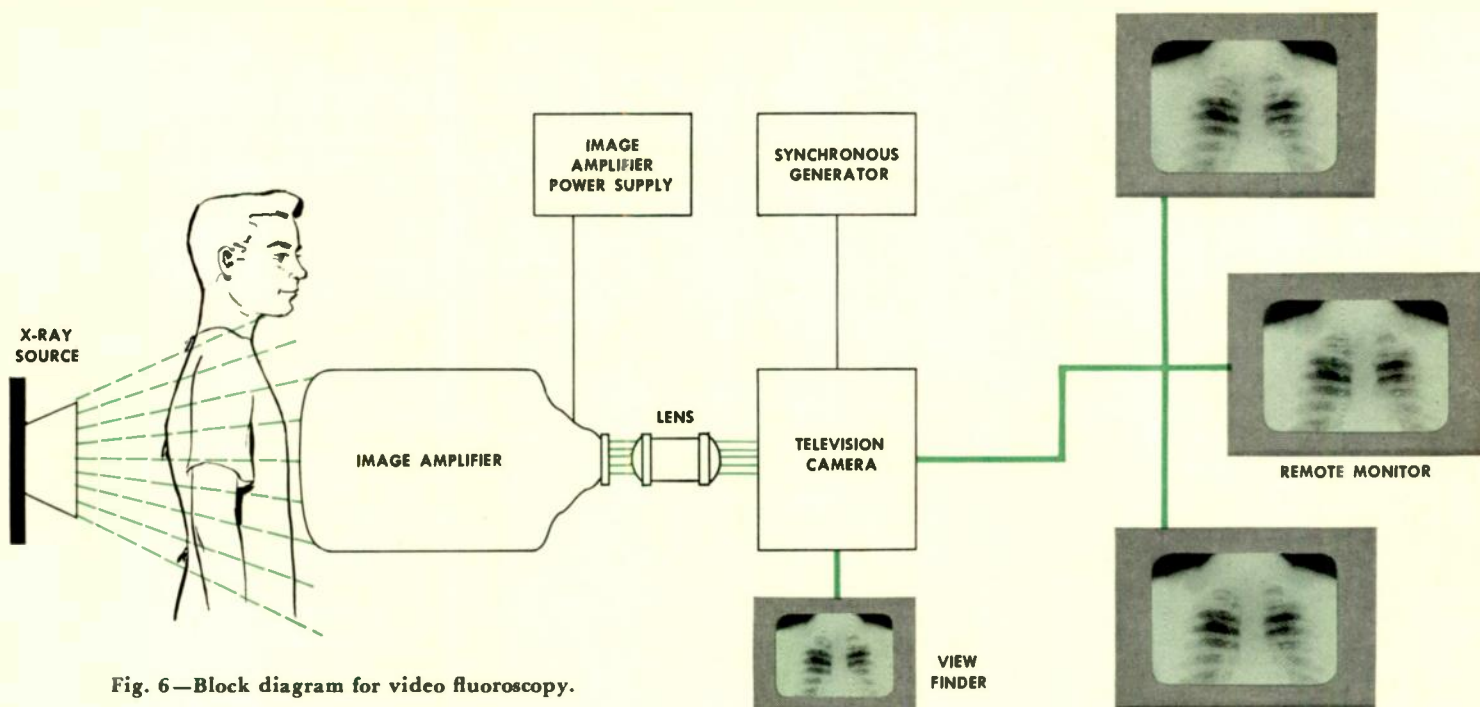 X-RAY
SOURCE
IMAGE
AMPLIFIER
POWER SUPPLY
SYNCHRONOUS
GENERATOR
IMAGE AMPLIFIER
LENS
TELEVISION
CAMERA
REMOTE MONITOR
VIEW
FINDER
Fig. 6—Block diagram for video fluoroscopy.